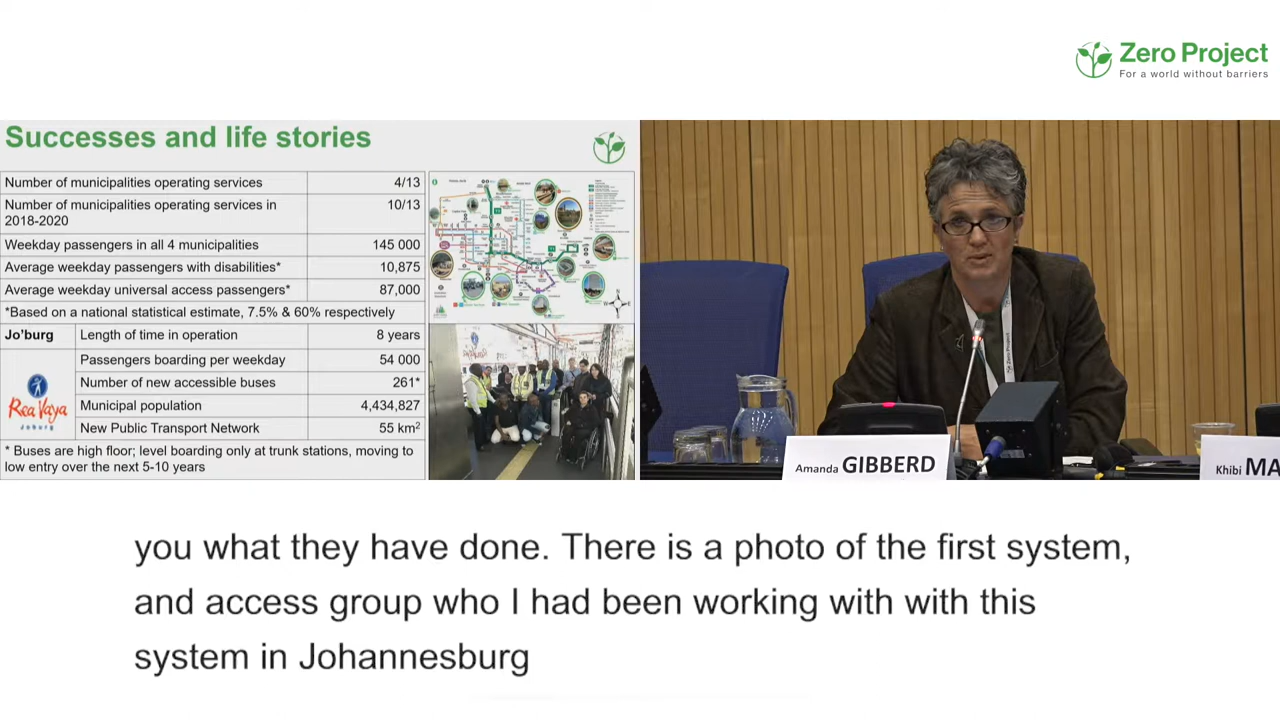 Zero Project
For a world without barriers
Successes and life stories
Number of municipalities operating services 4/13
Number of municipalities operating services in 2018-2020 10/13
Weekday passengers in all 4 municipalities 145 000
Average weekday passengers with disabilities* 10,875
Average weekday universal access passengers* 87,000
*Based on a national statistical estimate, 7.5% & 60% respectively
Jo'burg Length of time in operation 8 years
Passengers boarding per weekday 54 000
Number of new accessible buses 261*
Municipal population 4,434,827
New Public Transport Network 55 km²
Rea Vaya
Joburg
* Buses are high floor; level boarding only at trunk stations, moving to
low entry over the next 5-10 years
Zero Project
Amanda GIBBERD
Khibi MA
you what they have done. There is a photo of the first system,
and access group who I had been working with with this
system in Johannesburg